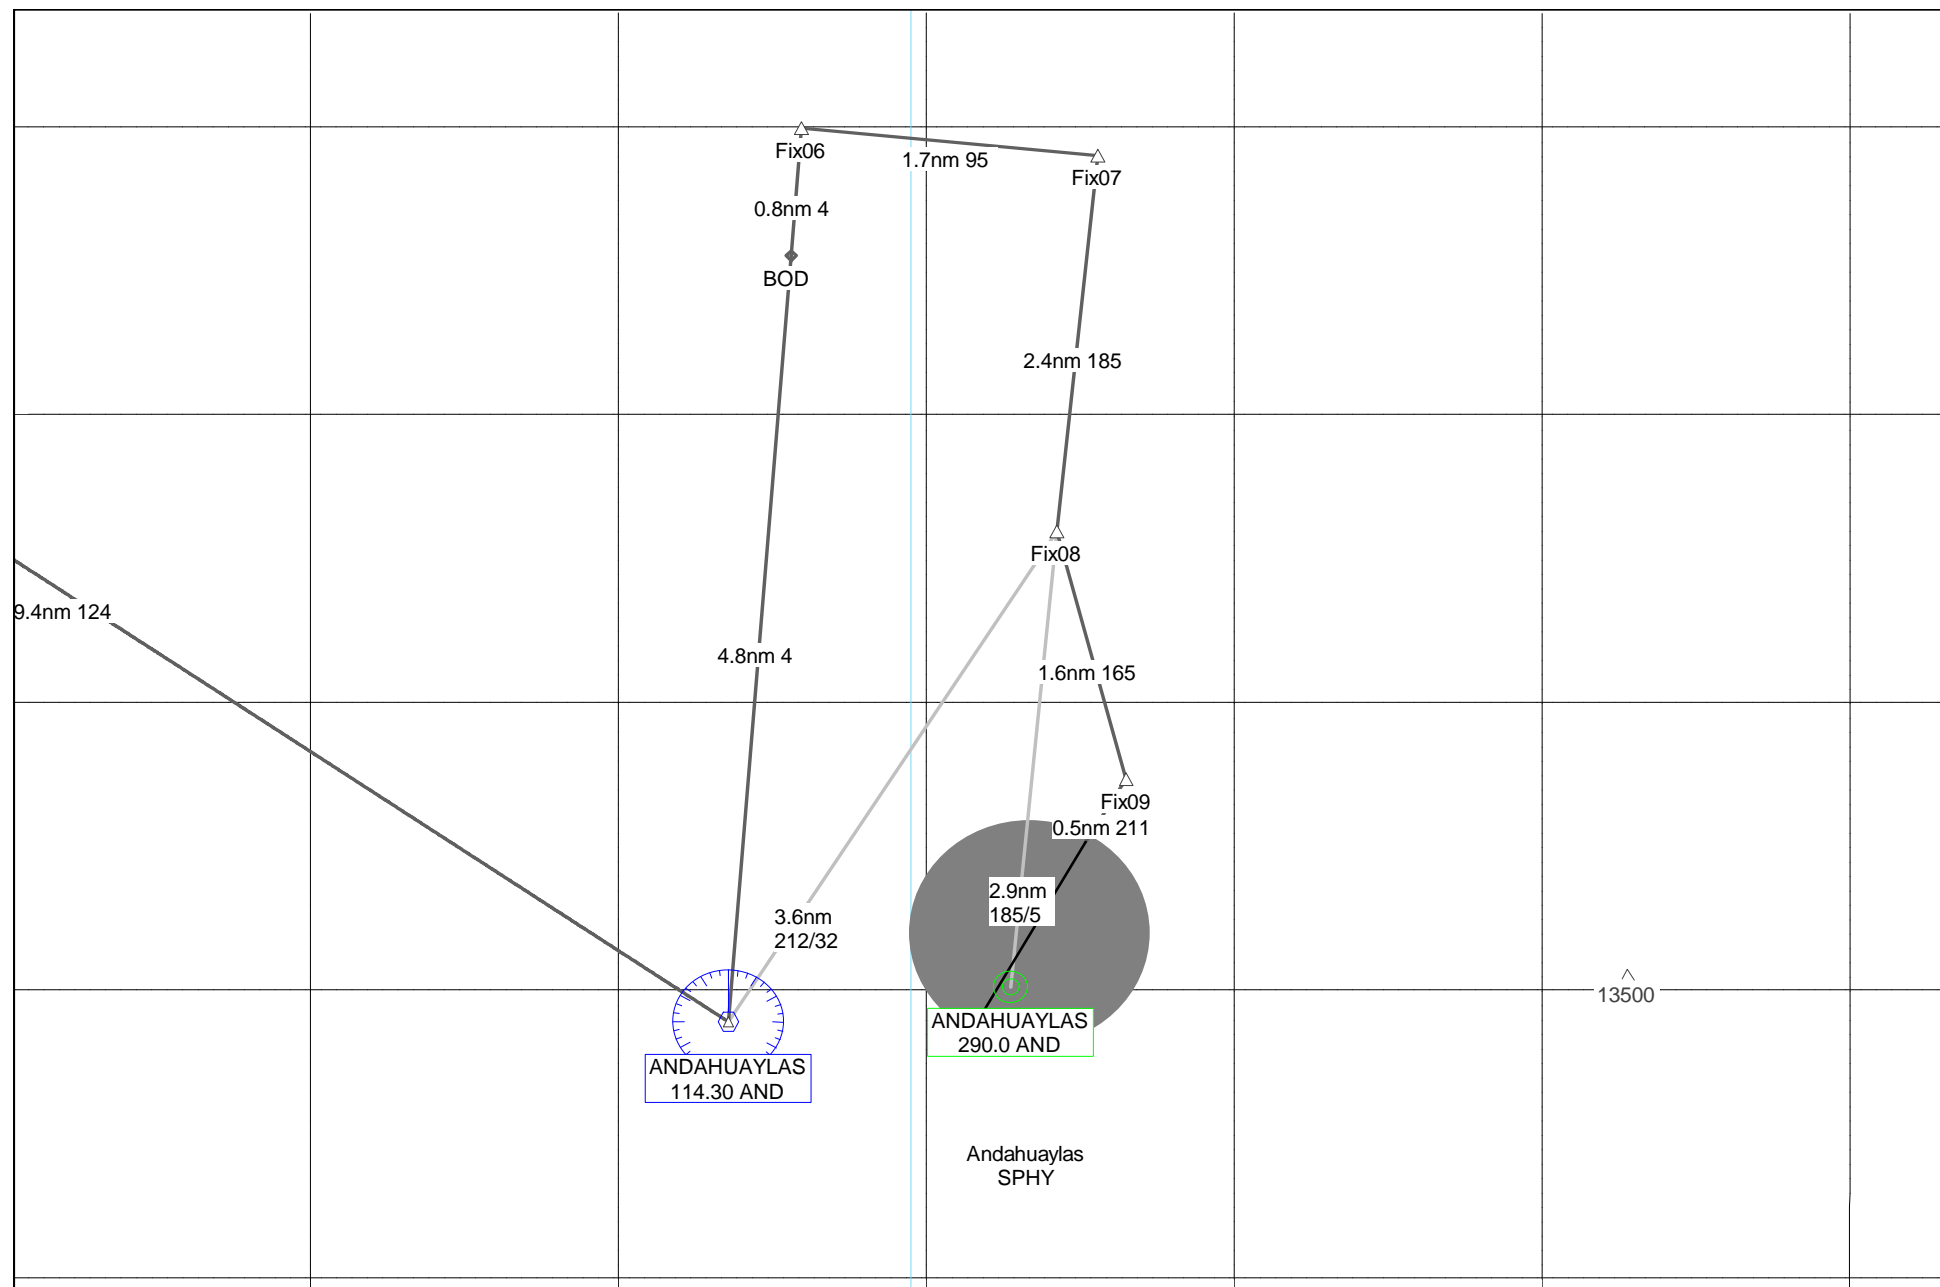 Fix06
1.7nm 95
Fix07
0.8nm 4
BOD
2.4nm 185
Fix08
9.4nm 124
4.8nm 4
1.6nm 165
Fix09
0.5nm 211
2.9nm
185/5
3.6nm
212/32
13500
ANDAHUAYLAS
290.0 AND
ANDAHUAYLAS
114.30 AND
Andahuaylas
SPHY